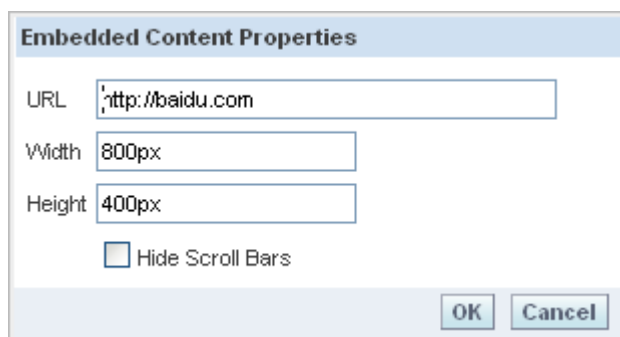 Embedded Content Properties
URL http://baidu.com
Width 800px
Height 400px
Hide Scroll Bars
OK Cancel